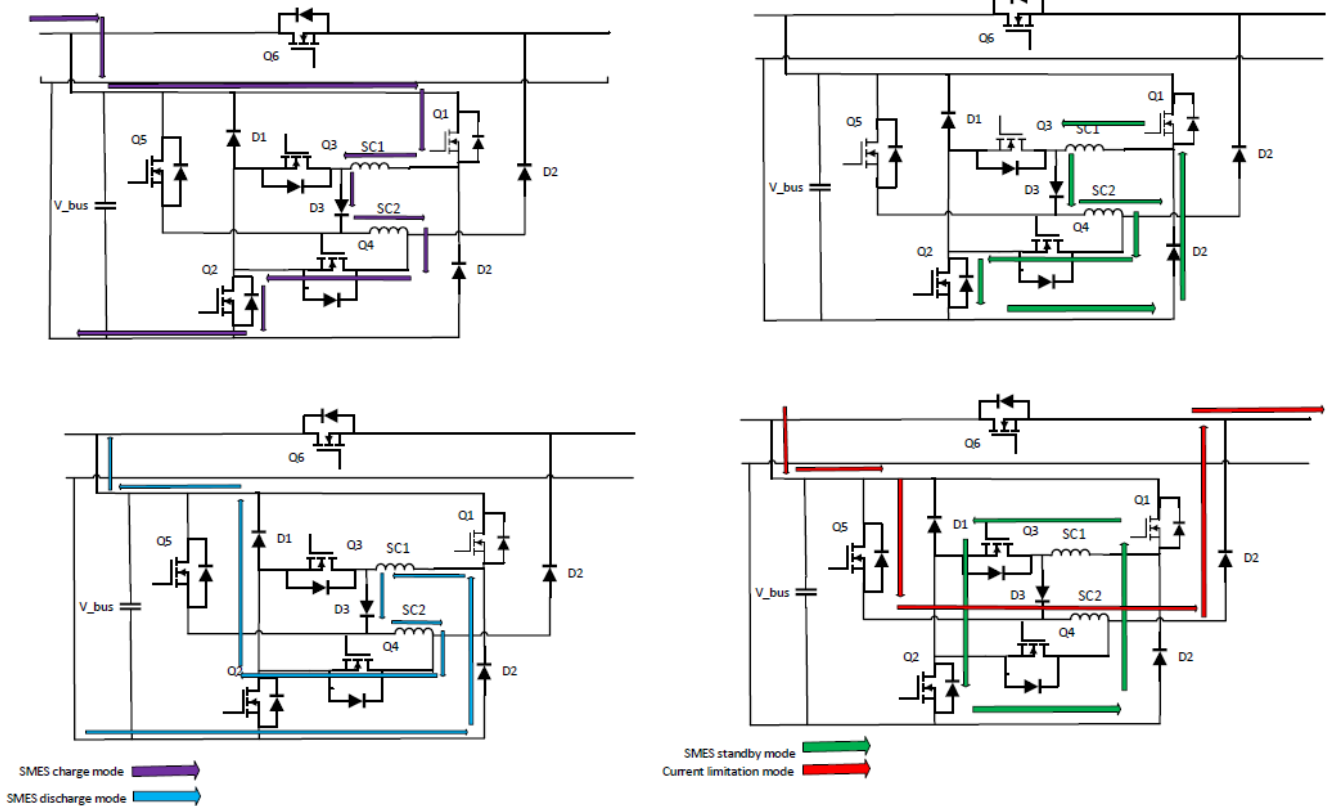 Q6
Q1
Q5
D1
Q3
SC1
D2
V_bus
D3
SC2
Q4
Q2
D2
Q6
Q1
Q5
D1
Q3
SC1
D2
V_bus
D3
SC2
Q4
Q2
D2
Q6
Q1
Q5
D1
Q3
SC1
D2
V_bus
D3
SC2
Q4
Q2
D2
SMES charge mode
SMES discharge mode
Q6
Q1
Q5
D1
Q3
SC1
D2
V_bus
D3
SC2
Q4
Q2
D2
SMES standby mode
Current limitation mode